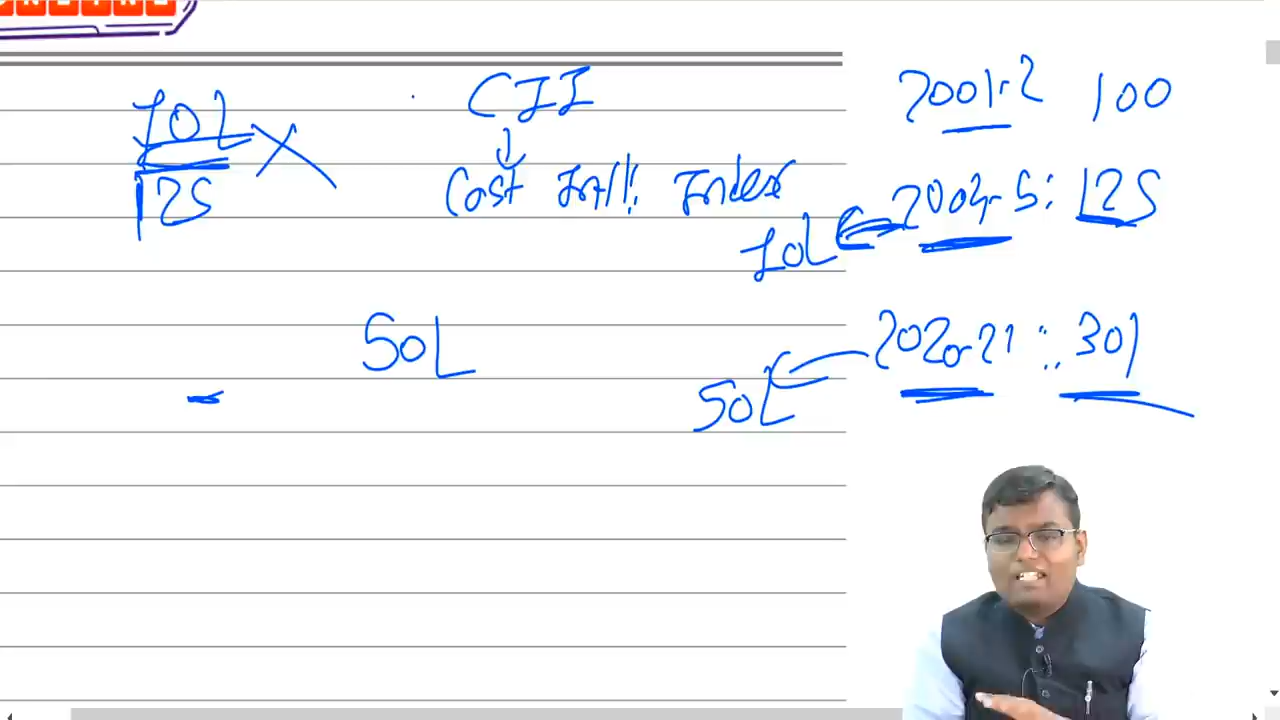 10L
125
CII
Cost Infl: Index
50L
2001-2 100
2004-5: 125
10L
2020-21 : 301
50L